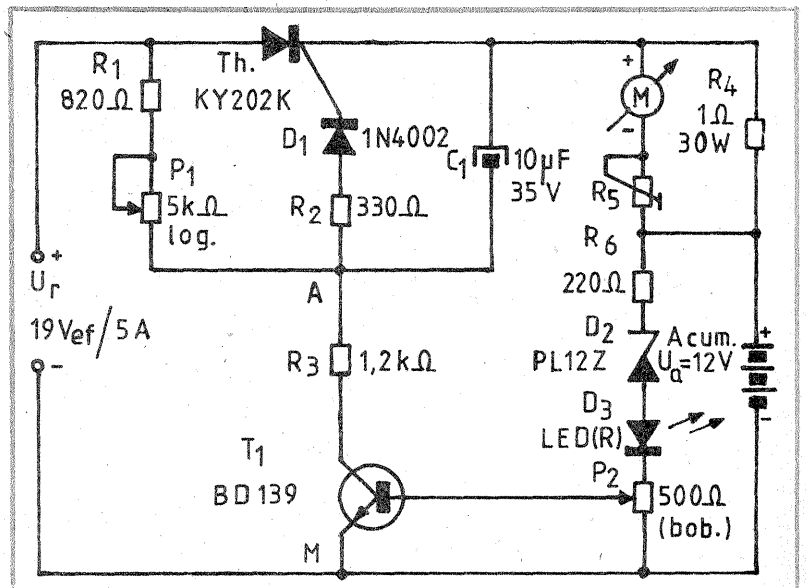 R1
820Ω
Th.
KY202K
D1
1N4002
C1
10µF
35V
+
M
-
R4
1Ω
30W
P1
5kΩ
log.
R2
330Ω
R5
A
R6
220Ω
+
Ur
19Vef/5A
-
R3
1,2kΩ
D2
PL12Z
Acum.
Ua=12V
+
-
D3
LED(R)
T1
BD139
P2
500Ω
(bob.)
M